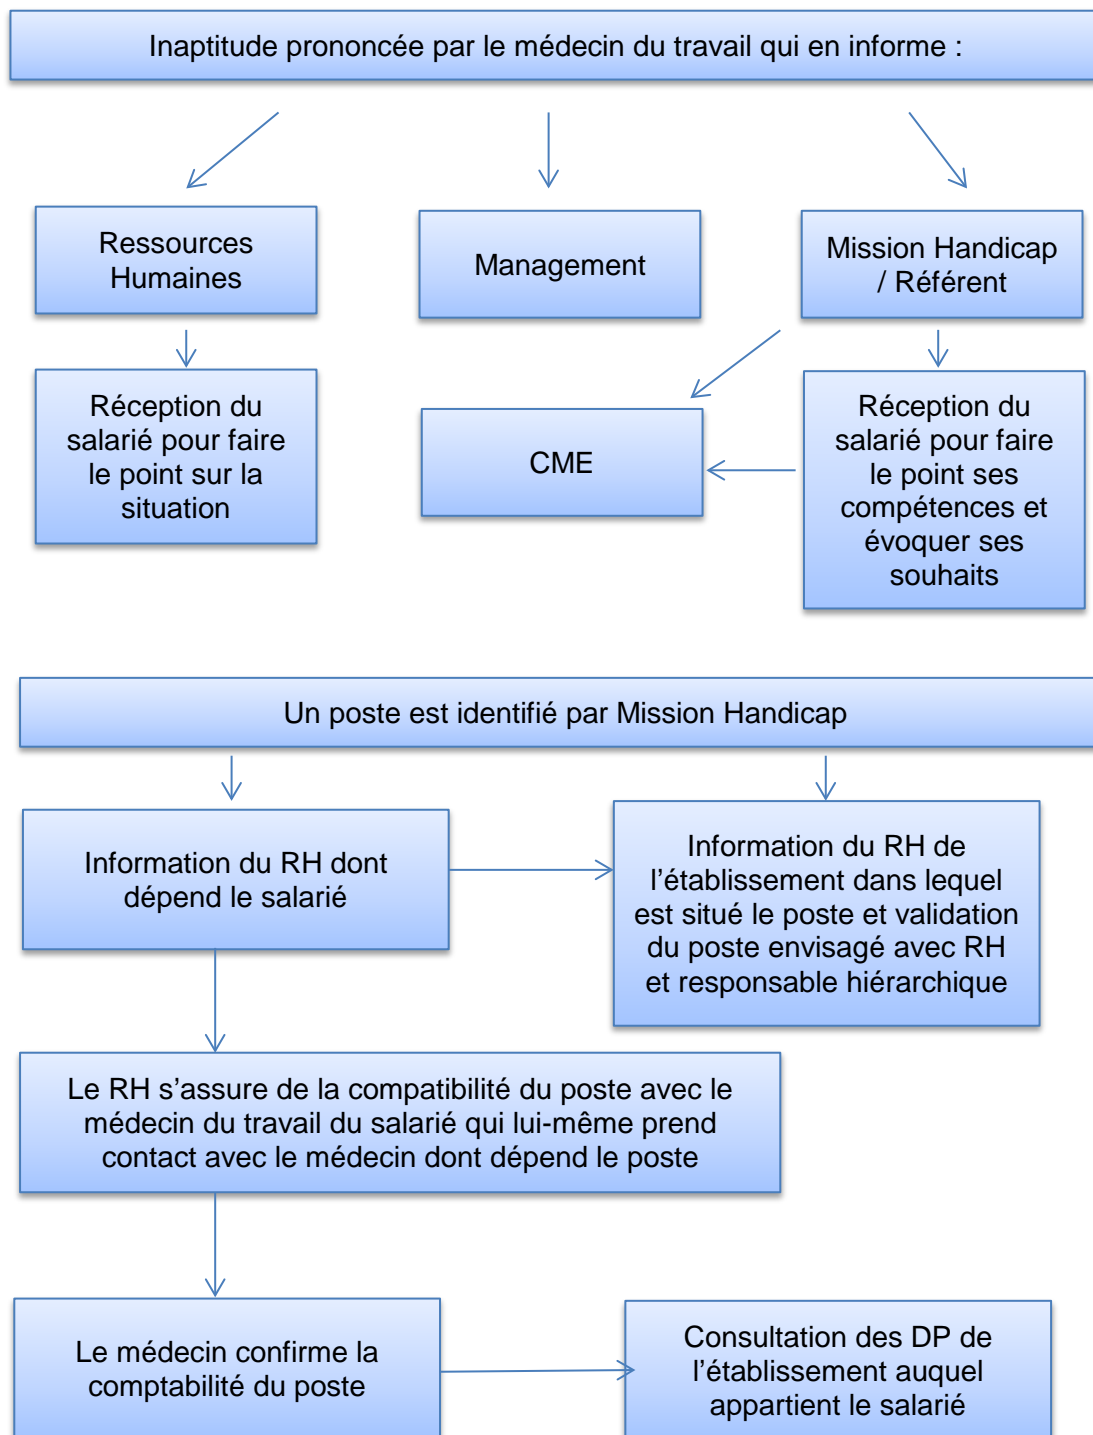 Inaptitude prononcée par le médecin du travail qui en informe :
Ressources
Humaines
Management
Mission Handicap
/ Référent
Réception du
salarié pour faire
le point sur la
situation
CME
Réception du
salarié pour faire
le point ses
compétences et
évoquer ses
souhaits
Un poste est identifié par Mission Handicap
Information du RH dont
dépend le salarié
Information du RH de
l’établissement dans lequel
est situé le poste et validation
du poste envisagé avec RH
et responsable hiérarchique
Le RH s’assure de la compatibilité du poste avec le
médecin du travail du salarié qui lui-même prend
contact avec le médecin dont dépend le poste
Le médecin confirme la
comptabilité du poste
Consultation des DP de
l’établissement auquel
appartient le salarié